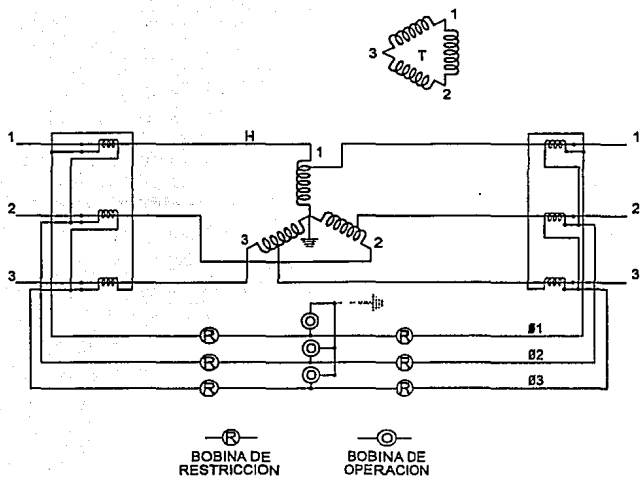 1
3
T
2
1
H
1
1
2
2
3
2
3
3
R
R
R
R
R
R
O
O
O
Ø1
Ø2
Ø3
R
BOBINA DE
RESTRICCION
O
BOBINA DE
OPERACION